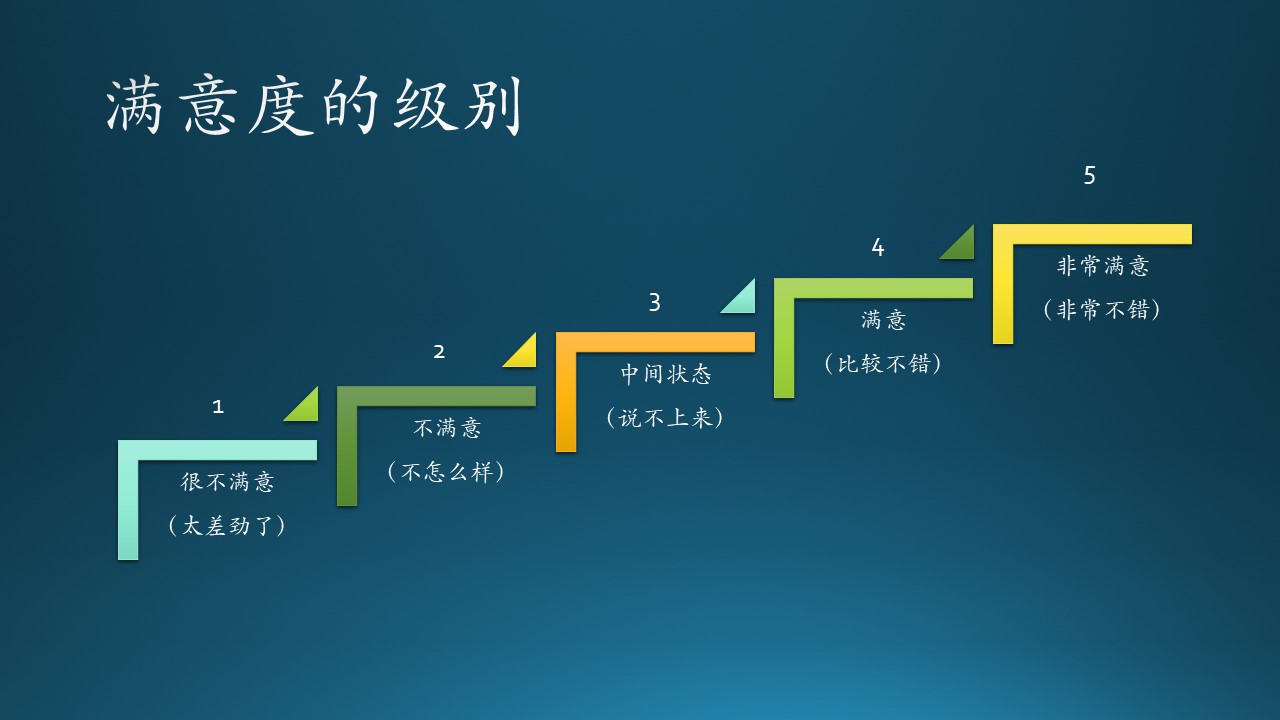 满意度的级别
1
很不满意
（太差劲了）
2
不满意
（不怎么样）
3
中间状态
（说不上来）
4
满意
（比较不错）
5
非常满意
（非常不错）